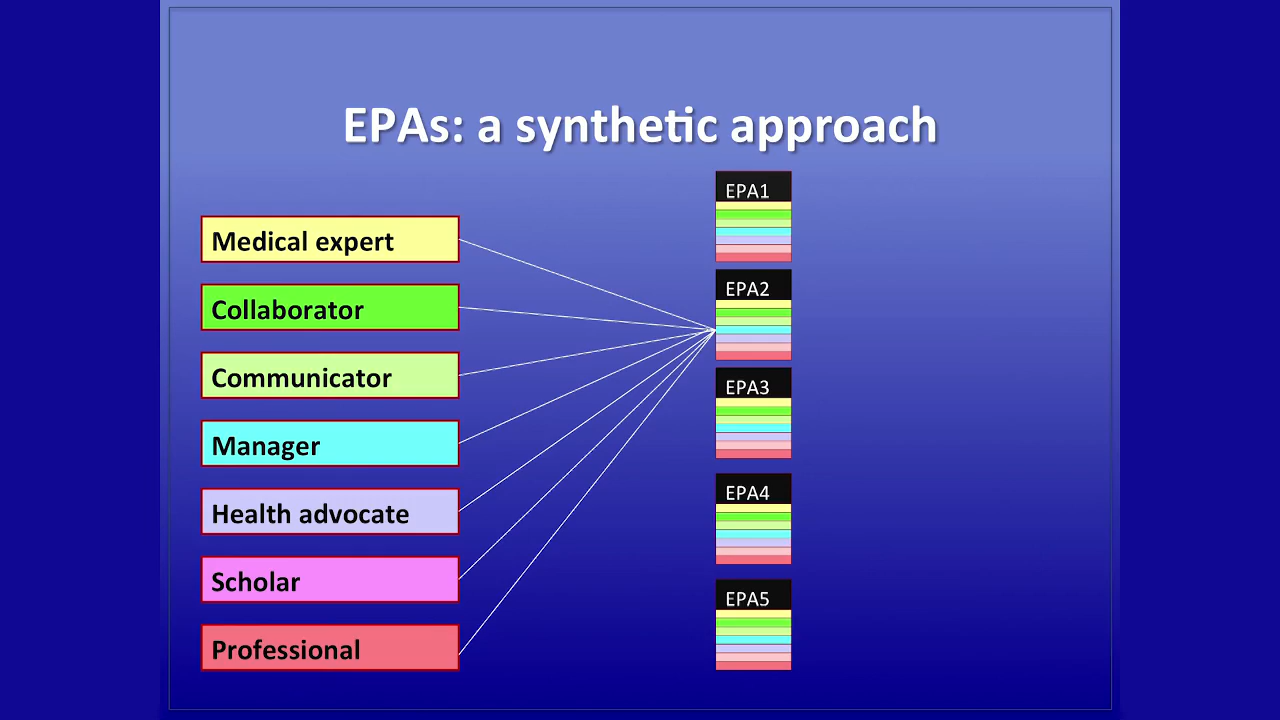 EPAs: a synthetic approach
Medical expert
Collaborator
Communicator
Manager
Health advocate
Scholar
Professional
EPA1
EPA2
EPA3
EPA4
EPA5